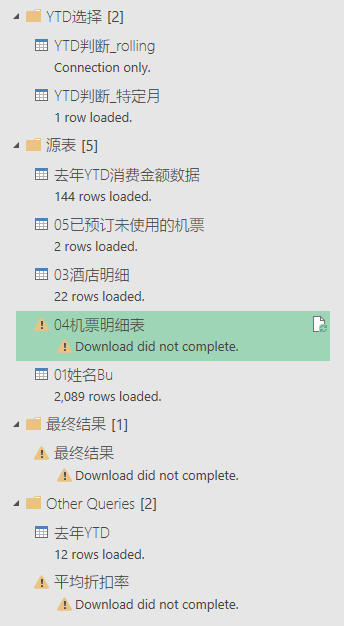 YTD选择 [2]
YTD判断_rolling
Connection only.
YTD判断_特定月
1 row loaded.
源表 [5]
去年YTD消费金额数据
144 rows loaded.
05已预订未使用的机票
2 rows loaded.
03酒店明细
22 rows loaded.
04机票明细表
Download did not complete.
01姓名Bu
2,089 rows loaded.
最终结果 [1]
最终结果
Download did not complete.
Other Queries [2]
去年YTD
12 rows loaded.
平均折扣率
Download did not complete.